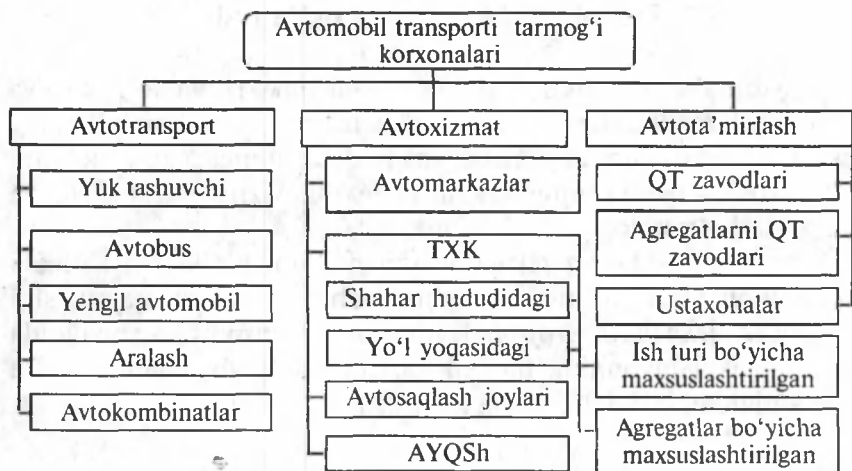 Avtomobil transporti tarmog‘i
korxonalari
Avtotransport
Yuk tashuvchi
Avtobus
Yengil avtomobil
Aralash
Avtokombinatlar
Avtoxizmat
Avtomarkazlar
TXK
Shahar hududidagi
Yo‘l yoqasidagi
Avtosaqlash joylari
AYQSh
Avtota’mirlash
QT zavodlari
Agregatlarni QT
zavodlari
Ustaxonalar
Ish turi bo‘yicha
maxsuslashtirilgan
Agregatlar bo‘yicha
maxsuslashtirilgan